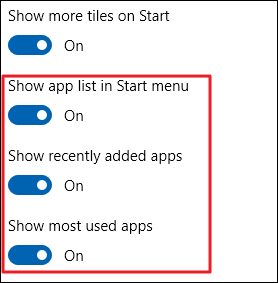 Show more tiles on Start
On
Show app list in Start menu
On
Show recently added apps
On
Show most used apps
On